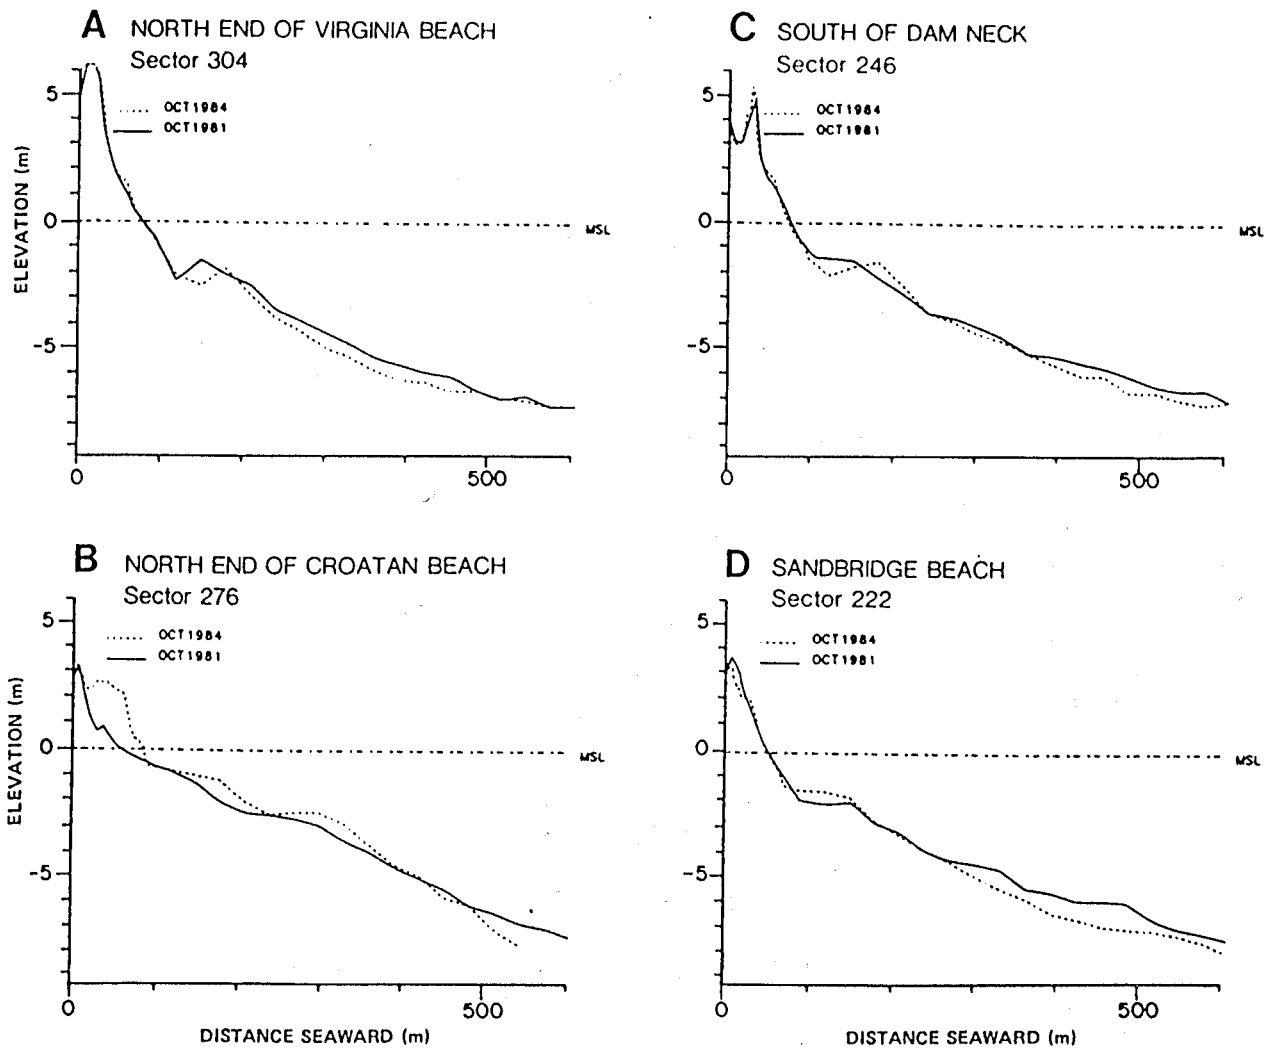 A NORTH END OF VIRGINIA BEACH
Sector 304
5
OCT1984
OCT1981
ELEVATION (m)
0
MSL
-5
0
500
C SOUTH OF DAM NECK
Sector 246
5
OCT1984
OCT1981
0
MSL
-5
0
500
B NORTH END OF CROATAN BEACH
Sector 276
5
OCT1984
OCT1981
ELEVATION (m)
0
MSL
-5
0
500
DISTANCE SEAWARD (m)
D SANDBRIDGE BEACH
Sector 222
5
OCT1984
OCT1981
0
MSL
-5
0
500
DISTANCE SEAWARD (m)